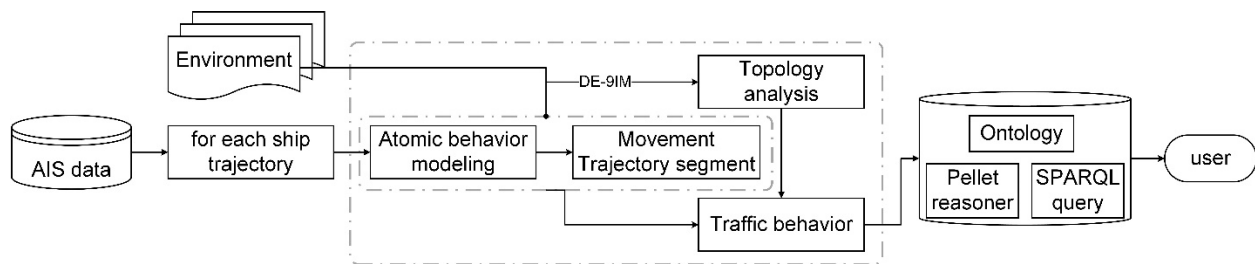 Environment
DE-9IM
Topology
analysis
AIS data
for each ship
trajectory
Atomic behavior
modeling
Movement
Trajectory segment
Traffic behavior
Ontology
Pellet
reasoner
SPARQL
query
user